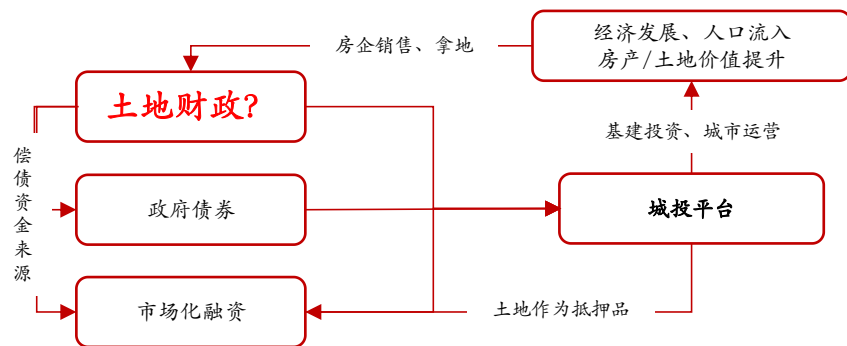 房企销售、拿地
经济发展、人口流入
房产/土地价值提升
土地财政？
基建投资、城市运营
偿债资金来源
政府债券
城投平台
市场化融资
土地作为抵押品